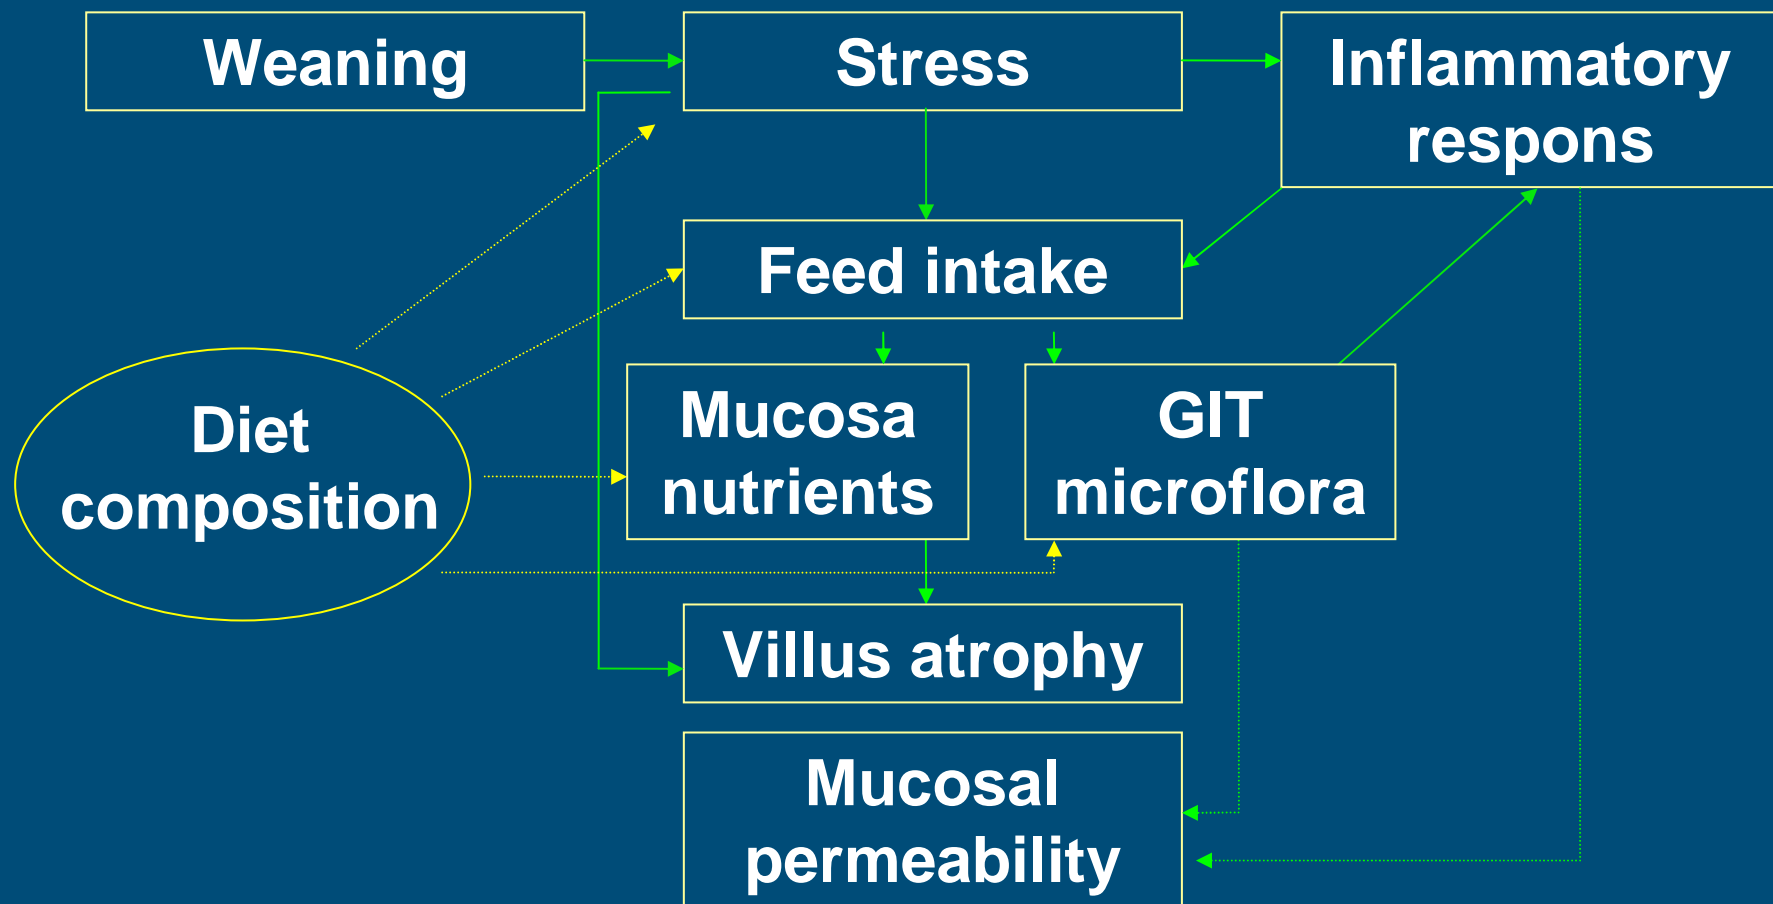 Weaning
Stress
Inflammatory
respons
Feed intake
Diet
composition
Mucosa
nutrients
GIT
microflora
Villus atrophy
Mucosal
permeability